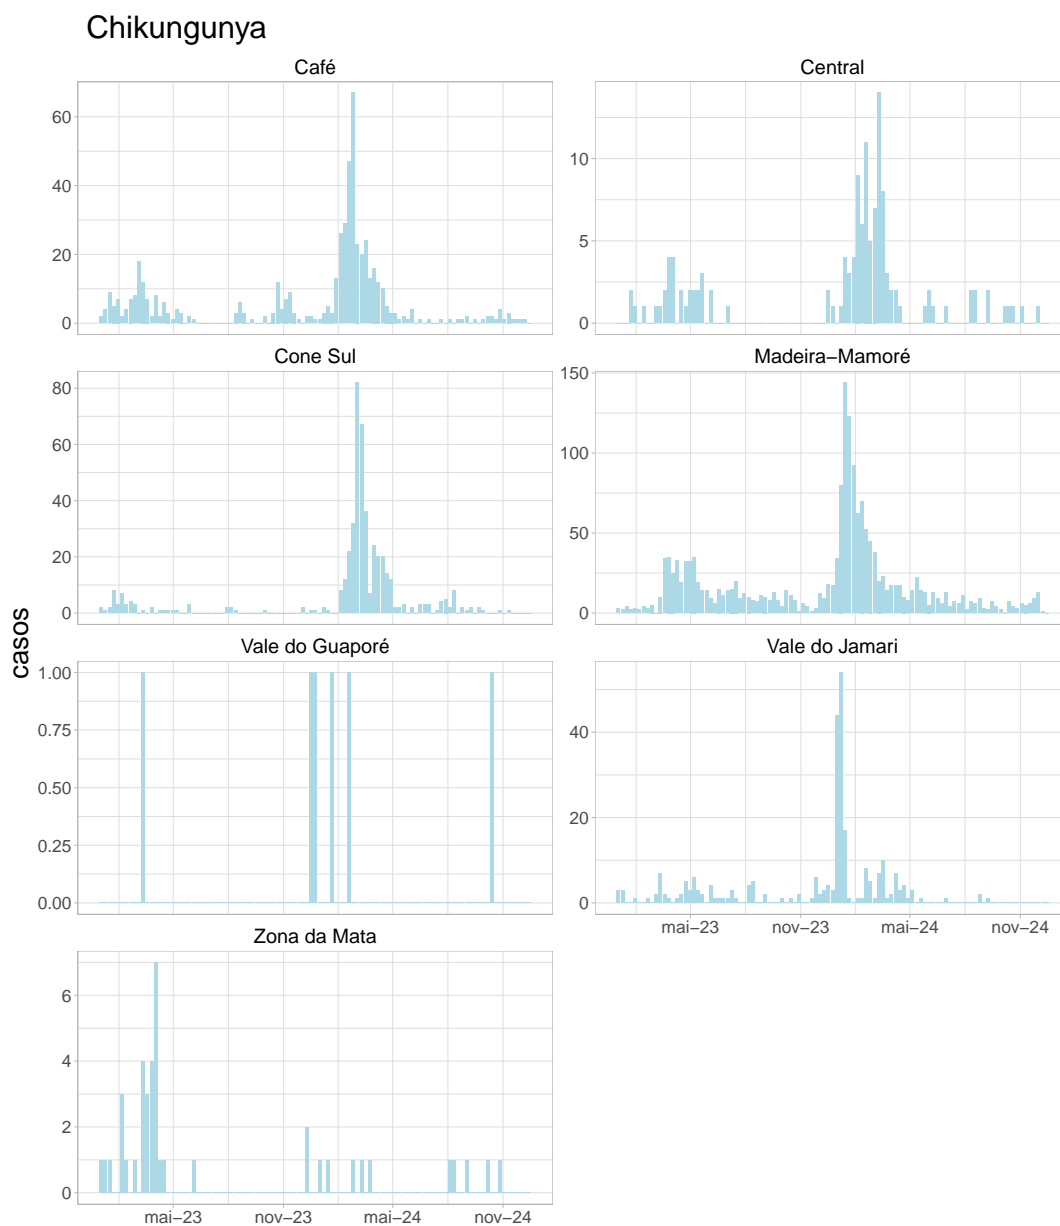 Chikungunya
Café
Central
60
40
20
0
10
5
0
Cone Sul
Madeira−Mamoré
80
60
40
20
0
150
100
50
0
casos
Vale do Guaporé
Vale do Jamari
1.00
0.75
0.50
0.25
0.00
40
20
0
mai−23
nov−23
mai−24
nov−24
Zona da Mata
6
4
2
0
mai−23
nov−23
mai−24
nov−24